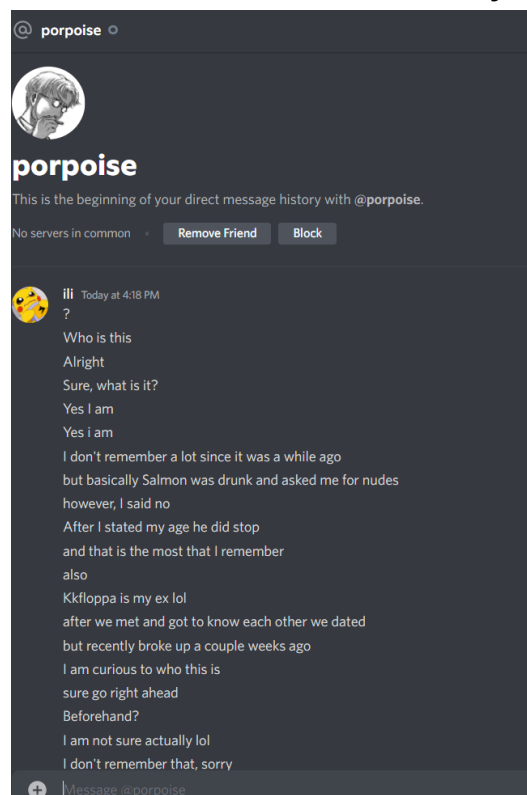 @ porpoise
porpoise
This is the beginning of your direct message history with @porpoise.
No servers in common • Remove Friend Block
ili Today at 4:18 PM
?
Who is this
Alright
Sure, what is it?
Yes I am
Yes i am
I don't remember a lot since it was a while ago
but basically Salmon was drunk and asked me for nudes
however, I said no
After I stated my age he did stop
and that is the most that I remember
also
Kkfloppa is my ex lol
after we met and got to know each other we dated
but recently broke up a couple weeks ago
I am curious to who this is
sure go right ahead
Beforehand?
I am not sure actually lol
I don't remember that, sorry
Message @porpoise